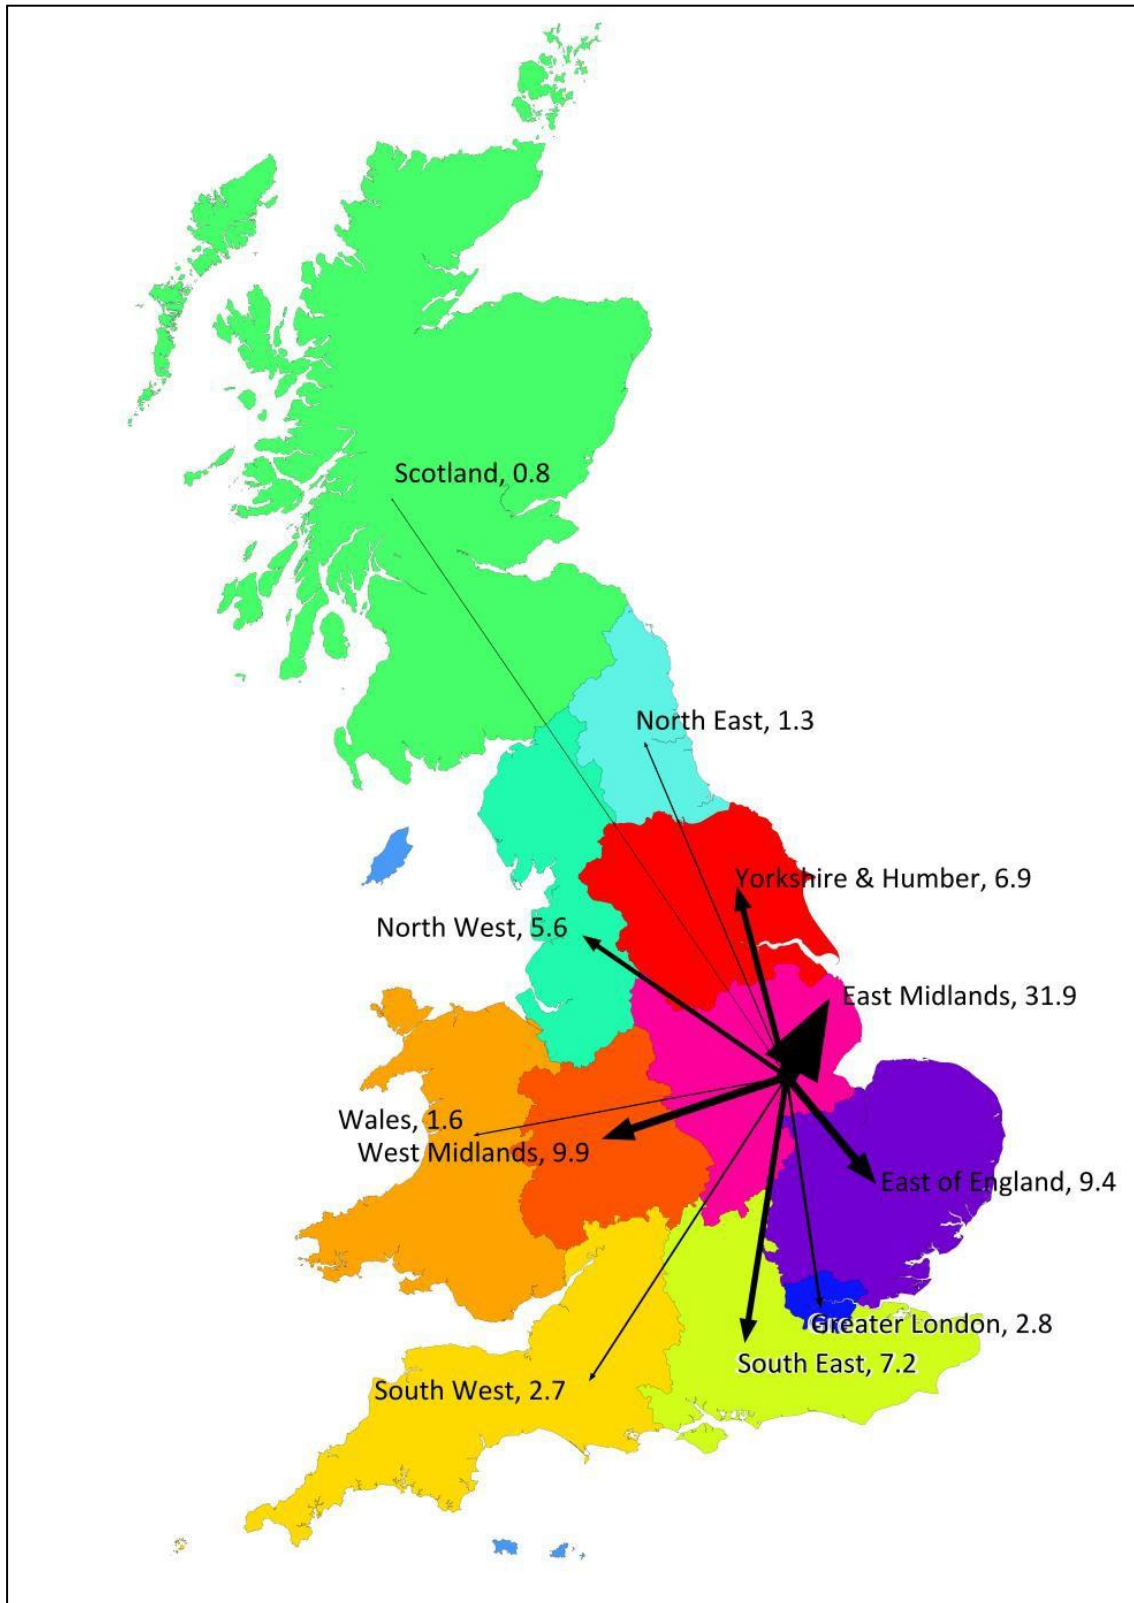 Scotland, 0.8
North East, 1.3
Yorkshire & Humber, 6.9
North West, 5.6
East Midlands, 31.9
Wales, 1.6
West Midlands, 9.9
East of England, 9.4
Greater London, 2.8
South East, 7.2
South West, 2.7